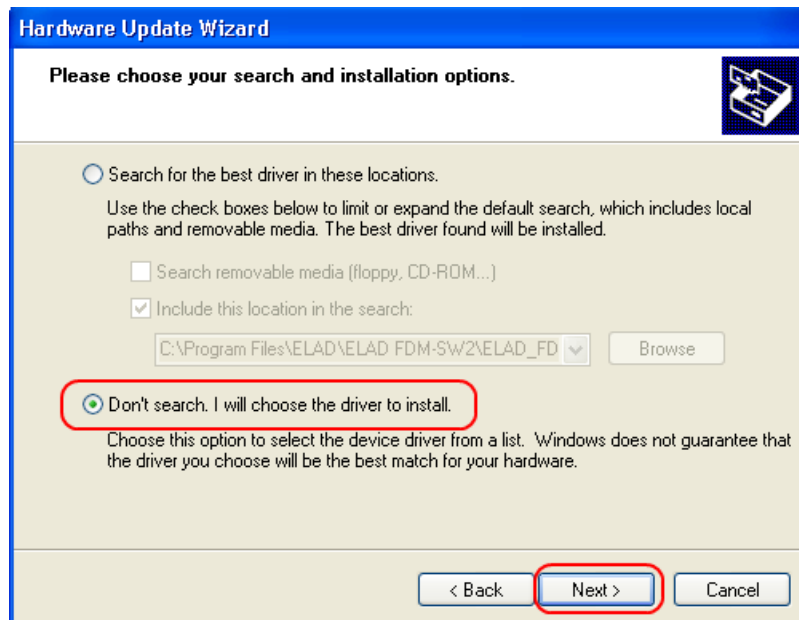 Hardware Update Wizard
Please choose your search and installation options.
Search for the best driver in these locations.
Use the check boxes below to limit or expand the default search, which includes local
paths and removable media. The best driver found will be installed.
Search removable media (floppy, CD-ROM...)
Include this location in the search:
C:\Program Files\ELAD\ELAD FDM-SW2\ELAD_FD
Browse
Don't search. I will choose the driver to install.
Choose this option to select the device driver from a list. Windows does not guarantee that
the driver you choose will be the best match for your hardware.
< Back
Next >
Cancel